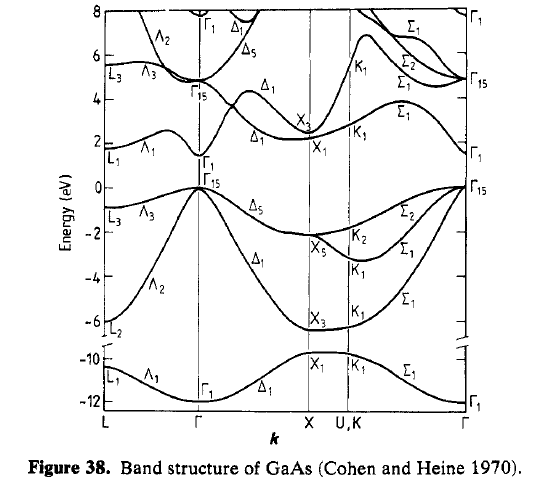 8
6
4
2
0
-2
-4
-6
-10
-12
Energy (eV)
Λ₂
Γ₁
Δ₁
Δ₅
Σ₁
Γ₁
L₃
Λ₃
Γ₁₅
Δ₁
K₁
Σ₂
Σ₁
Γ₁₅
L₁
Λ₁
Γ₁
Δ₁
X₃
X₁
K₁
Σ₁
Γ₁
L₃
Λ₃
Γ₁₅
Δ₅
X₅
K₂
Σ₂
Γ₁₅
L₂
Λ₂
Δ₁
X₃
K₁
K₁
Σ₁
Σ₁
L₁
Λ₁
Γ₁
Δ₁
X₁
K₁
Σ₁
Γ₁
L Γ X U,K Γ
k
Figure 38. Band structure of GaAs (Cohen and Heine 1970).